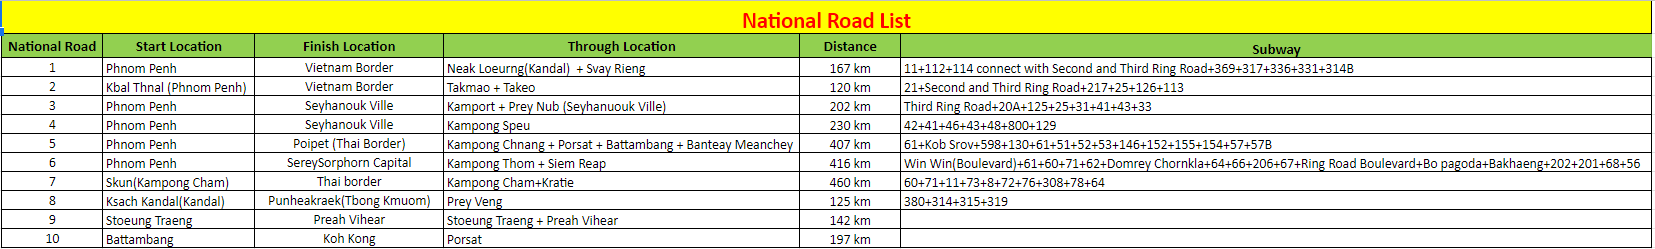 National Road List
National Road Start Location Finish Location Through Location Distance Subway
1 Phnom Penh Vietnam Border Neak Loeurng(Kandal) + Svay Rieng 167 km 11+112+114 connect with Second and Third Ring Road+369+317+336+331+314B
2 Kbal Thnal (Phnom Penh) Vietnam Border Takmao + Takeo 120 km 21+Second and Third Ring Road+217+25+126+113
3 Phnom Penh Seyhanouk Ville Kamport + Prey Nub (Seyhanuouk Ville) 202 km Third Ring Road+20A+125+25+31+41+43+33
4 Phnom Penh Seyhanouk Ville Kampong Speu 230 km 42+41+46+43+48+800+129
5 Phnom Penh Poipet (Thai Border) Kampong Chnang + Porsat + Battambang + Banteay Meanchey 407 km 61+Kob Srov+598+130+61+51+52+53+146+152+155+154+57+57B
6 Phnom Penh SereySorphorn Capital Kampong Thom + Siem Reap 416 km Win Win(Boulevard)+61+60+71+62+Domrey Chornkla+64+66+206+67+Ring Road Boulevard+Bo pagoda+Bakhaeng+202+201+68+56
7 Skun(Kampong Cham) Thai border Kampong Cham+Kratie 460 km 60+71+11+73+8+72+76+308+78+64
8 Ksach Kandal(Kandal) Punheakraek(Tbong Kmuom) Prey Veng 125 km 380+314+315+319
9 Stoeung Traeng Preah Vihear Stoeung Traeng + Preah Vihear 142 km
10 Battambang Koh Kong Porsat 197 km